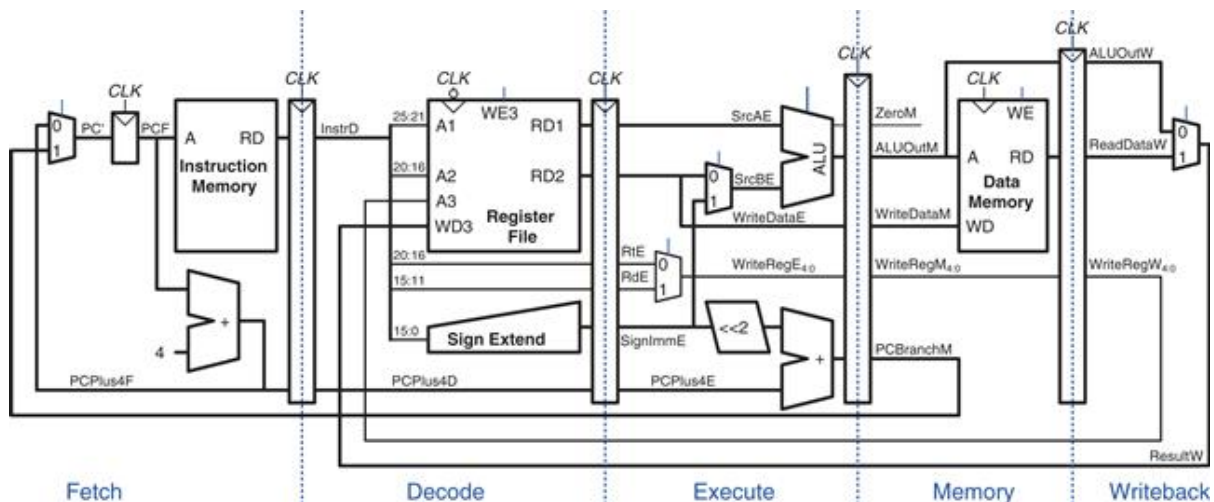 CLK
CLK
ALUOutW
CLK
CLK
CLK
CLK
CLK
CLK
0
1
PC'
PCF
A
RD
Instruction
Memory
InstrD
25:21
A1
WE3
RD1
20:16
A2
RD2
A3
WD3
Register
File
SrcAE
0
1
SrcBE
ALU
ZeroM
ALUOutM
WE
A
RD
Data
Memory
WD
ReadDataW
0
1
WriteDataE
WriteDataM
20:16
RtE
15:11
RdE
0
1
WriteRegE4:0
WriteRegM4:0
WriteRegW4:0
15:0
Sign Extend
SignImmE
<<2
+
+
4
PCBranchM
PCPlus4F
PCPlus4D
PCPlus4E
ResultW
Fetch
Decode
Execute
Memory
Writeback